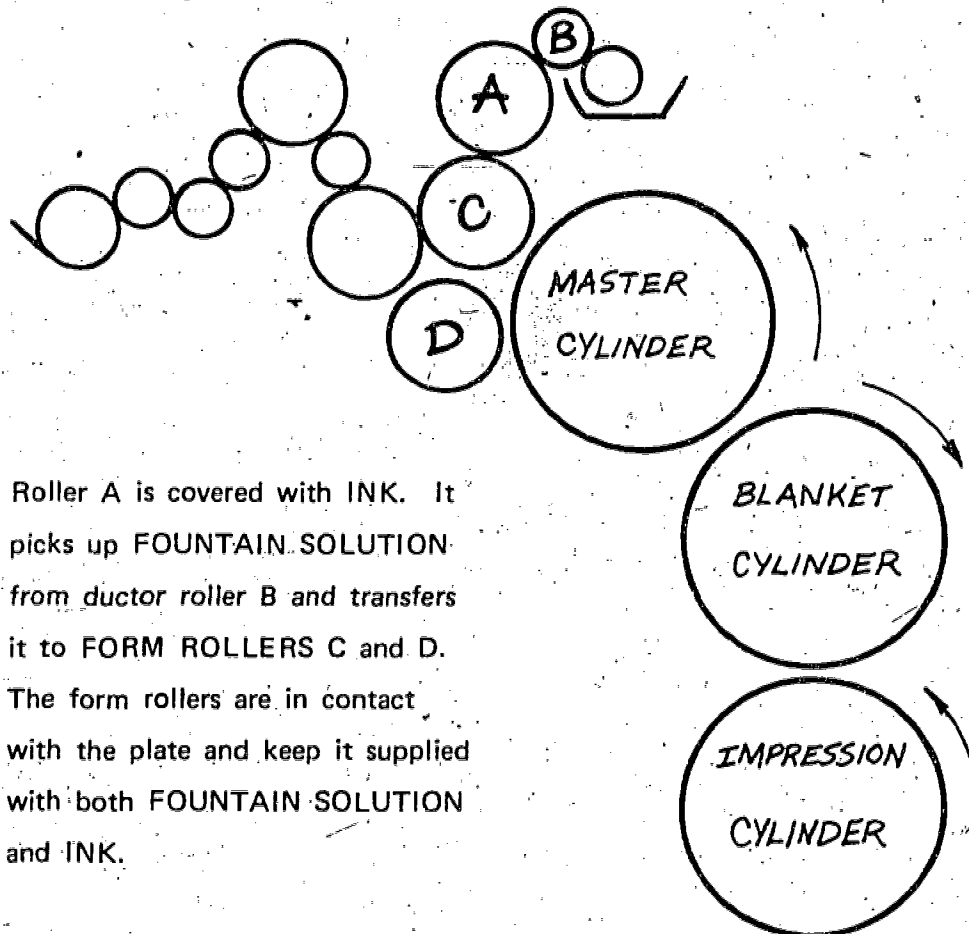 B
A
C
MASTER
CYLINDER
D
Roller A is covered with INK. It
picks up FOUNTAIN SOLUTION
from ductor roller B and transfers
it to FORM ROLLERS C and D.
The form rollers are in contact
with the plate and keep it supplied
with both FOUNTAIN SOLUTION
and INK.
BLANKET
CYLINDER
IMPRESSION
CYLINDER